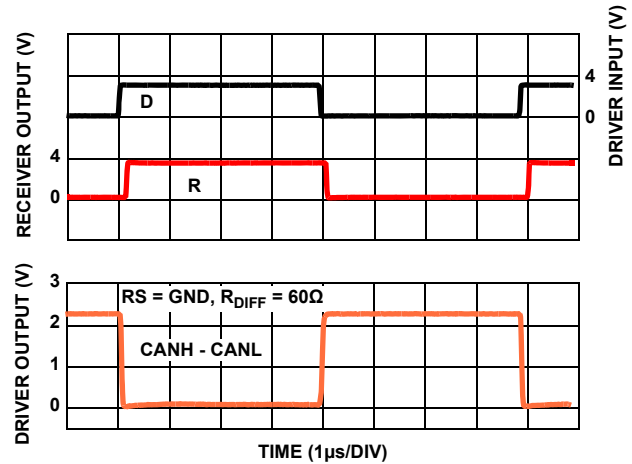 RECEIVER OUTPUT (V)
4
0
D
R
4
0
DRIVER INPUT (V)
DRIVER OUTPUT (V)
3
2
1
0
RS = GND, RDIFF = 60Ω
CANH - CANL
TIME (1µs/DIV)